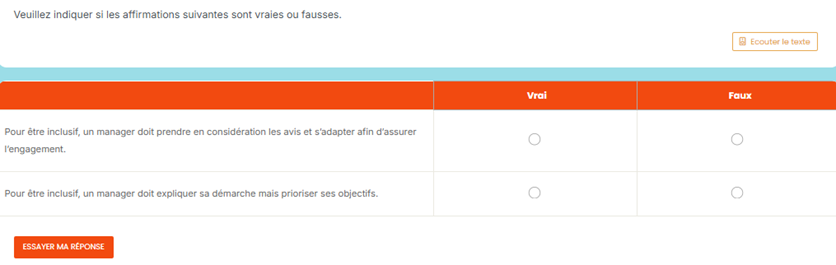 Veuillez indiquer si les affirmations suivantes sont vraies ou fausses.
Ecouter le texte
Vrai Faux
Pour être inclusif, un manager doit prendre en considération les avis et s'adapter afin d'assurer
l'engagement.
Pour être inclusif, un manager doit expliquer sa démarche mais prioriser ses objectifs.
ESSAYER MA RÉPONSE